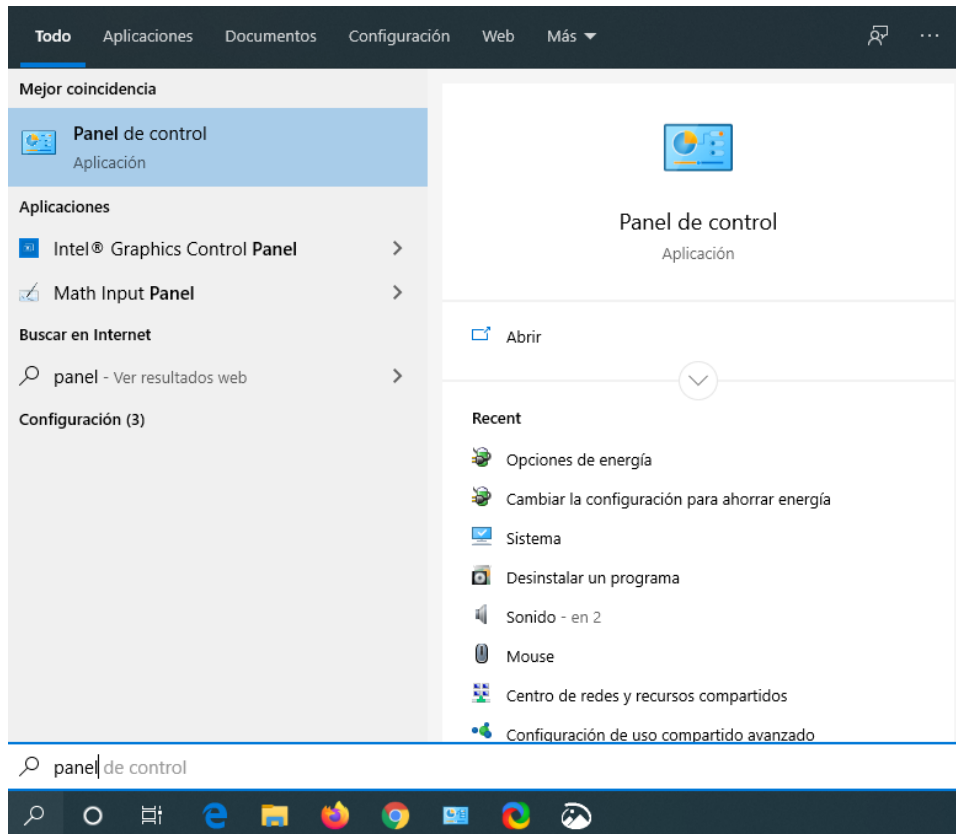 Todo Aplicaciones Documentos Configuración Web Más
Mejor coincidencia
Panel de control
Aplicación
Aplicaciones
Intel® Graphics Control Panel
Math Input Panel
Buscar en Internet
panel - Ver resultados web
Configuración (3)
Panel de control
Aplicación
Abrir
Recent
Opciones de energía
Cambiar la configuración para ahorrar energía
Sistema
Desinstalar un programa
Sonido - en 2
Mouse
Centro de redes y recursos compartidos
Configuración de uso compartido avanzado
panel de control